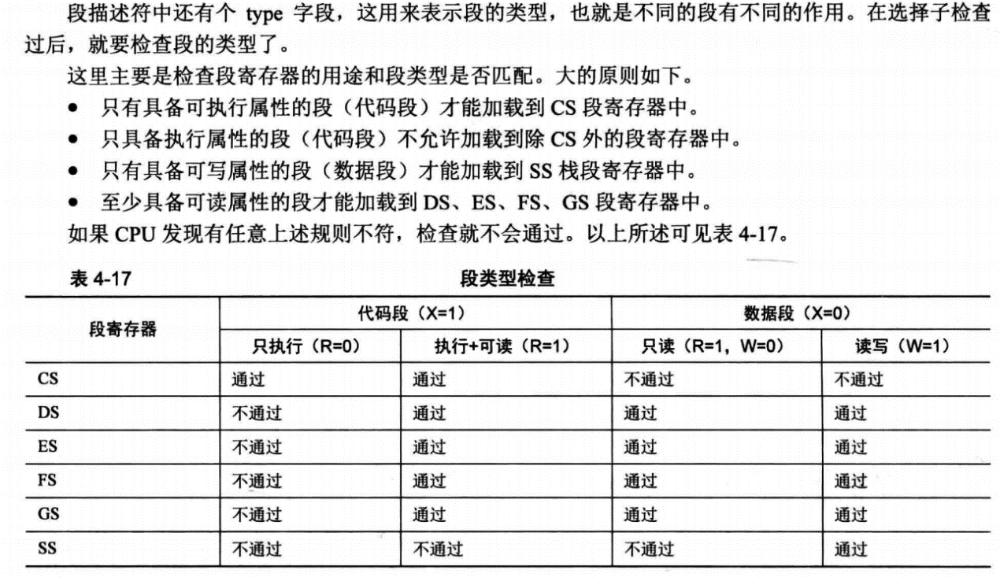 段描述符中还有个 type 字段，这用来表示段的类型，也就是不同的段有不同的作用。在选择子检查
过后，就要检查段的类型了。
这里主要是检查段寄存器的用途和段类型是否匹配。大的原则如下。
● 只有具备可执行属性的段（代码段）才能加载到 CS 段寄存器中。
● 只具备执行属性的段（代码段）不允许加载到除 CS 外的段寄存器中。
● 只有具备可写属性的段（数据段）才能加载到 SS 栈段寄存器中。
● 至少具备可读属性的段才能加载到 DS、ES、FS、GS 段寄存器中。
如果 CPU 发现有任意上述规则不符，检查就不会通过。以上所述可见表 4-17。
表 4-17 段类型检查
段寄存器 代码段（X=1） 数据段（X=0）
只执行（R=0） 执行+可读（R=1） 只读（R=1，W=0） 读写（W=1）
CS 通过 通过 不通过 不通过
DS 不通过 通过 通过 通过
ES 不通过 通过 通过 通过
FS 不通过 通过 通过 通过
GS 不通过 通过 通过 通过
SS 不通过 不通过 不通过 通过